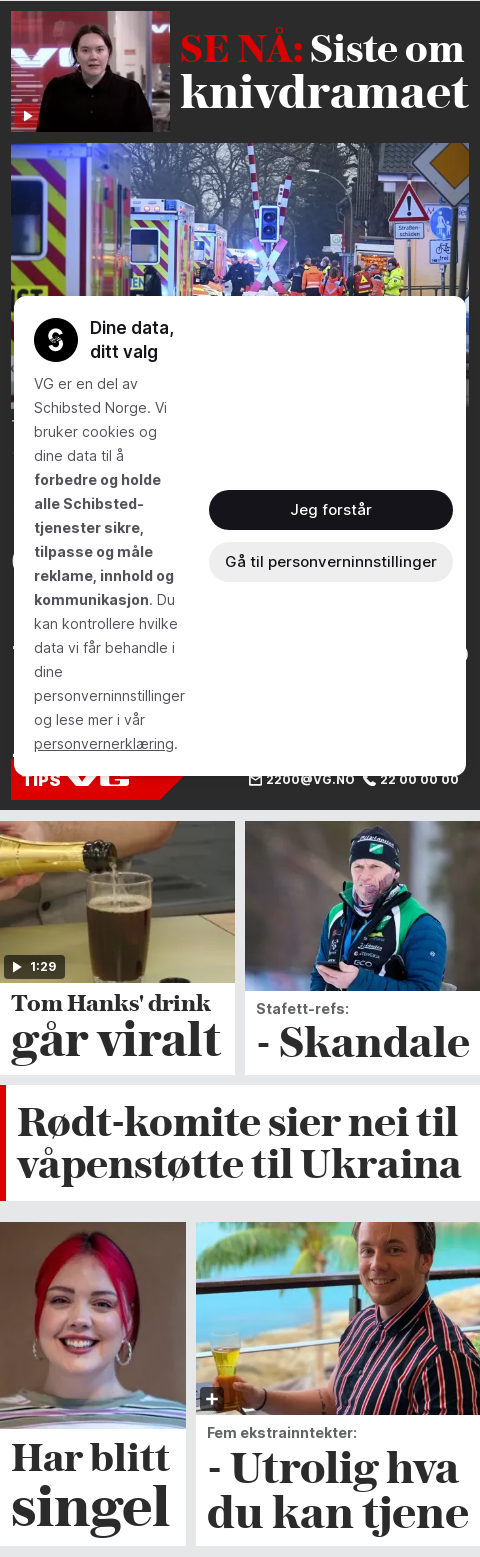 SE NÅ: Siste om
knivdramaet
Straßen-
schäden
frei
Dine data,
ditt valg
VG er en del av
Schibsted Norge. Vi
bruker cookies og
dine data til å
forbedre og holde
alle Schibsted-
tjenester sikre,
tilpasse og måle
reklame, innhold og
kommunikasjon. Du
kan kontrollere hvilke
data vi får behandle i
dine
personverninnstillinger
og lese mer i vår
personvernerklæring.
Jeg forstår
Gå til personverninnstillinger
TIPS VG
2200@VG.NO
22 00 00 00
1:29
Tom Hanks' drink
går viralt
Stafett-refs:
- Skandale
Rødt-komite sier nei til
våpenstøtte til Ukraina
Har blitt
singel
Fem ekstrainntekter:
- Utrolig hva
du kan tjene